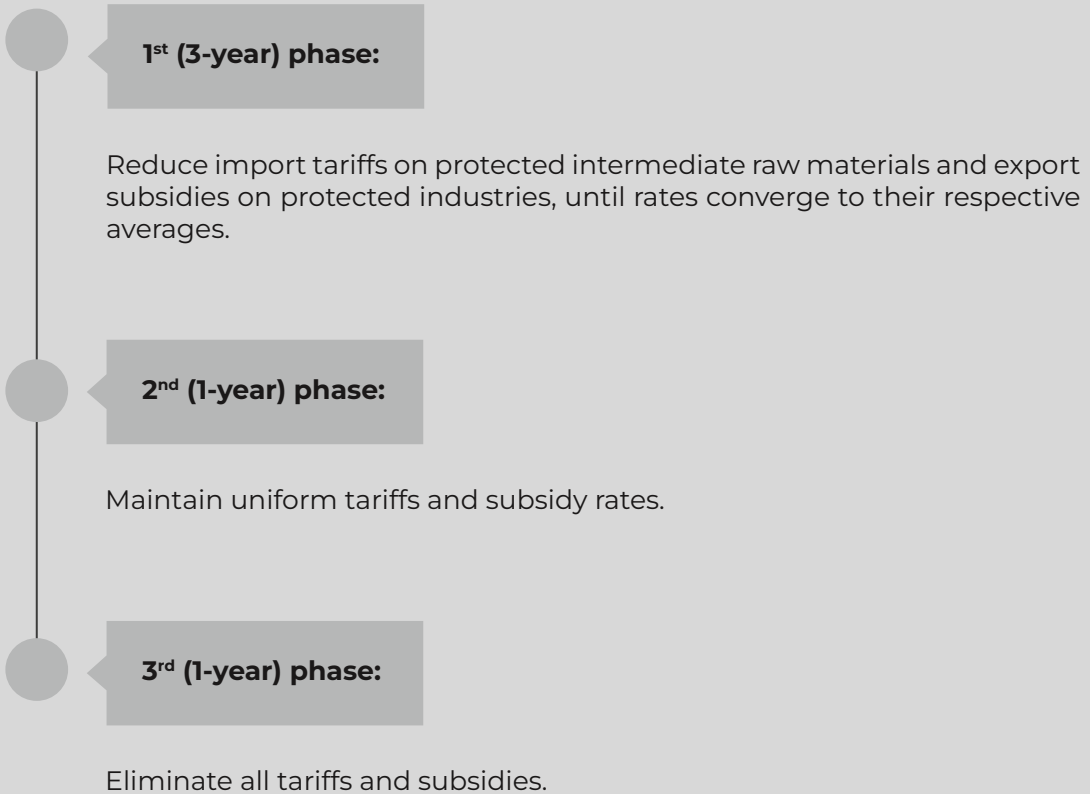 1st (3-year) phase:
Reduce import tariffs on protected intermediate raw materials and export
subsidies on protected industries, until rates converge to their respective
averages.
2nd (1-year) phase:
Maintain uniform tariffs and subsidy rates.
3rd (1-year) phase:
Eliminate all tariffs and subsidies.